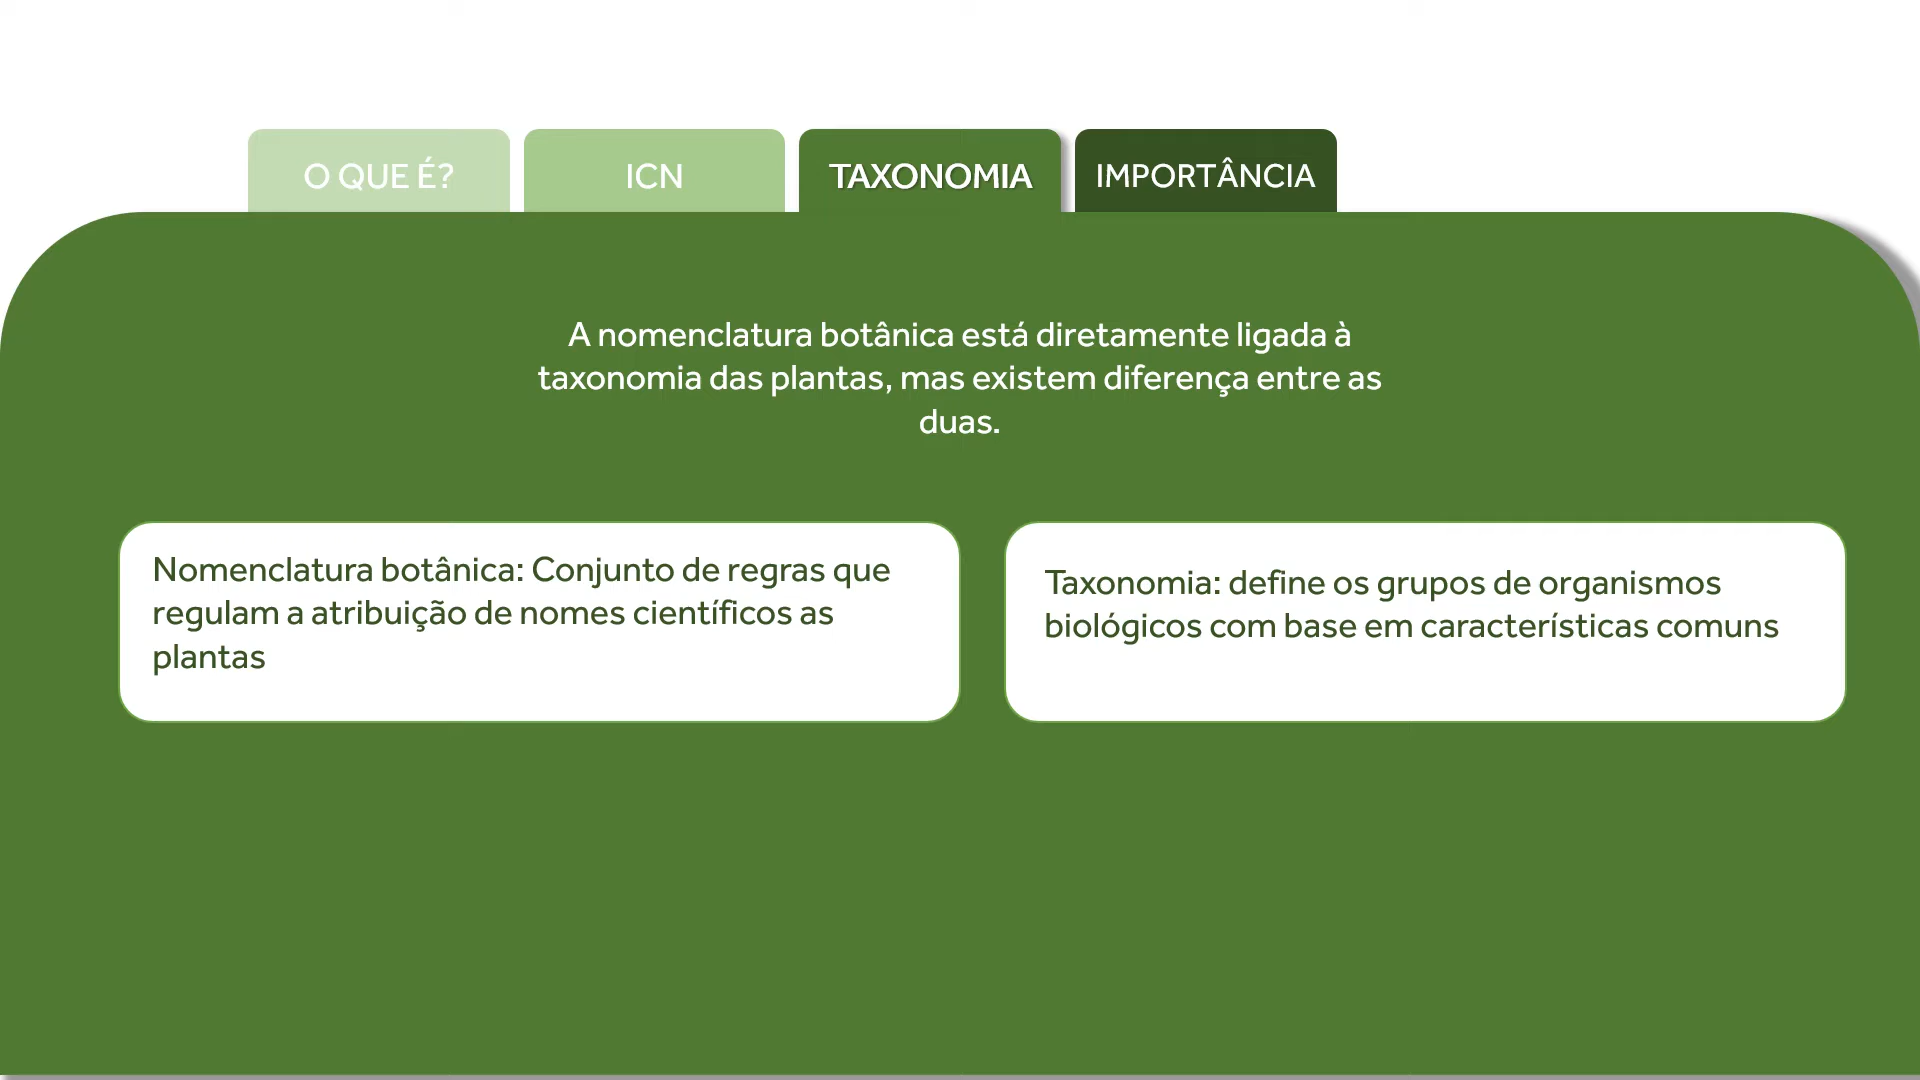 O QUE É?
ICN
TAXONOMIA
IMPORTÂNCIA
A nomenclatura botânica está diretamente ligada à
taxonomia das plantas, mas existem diferença entre as
duas.
Nomenclatura botânica: Conjunto de regras que
regulam a atribuição de nomes científicos as
plantas
Taxonomia: define os grupos de organismos
biológicos com base em características comuns